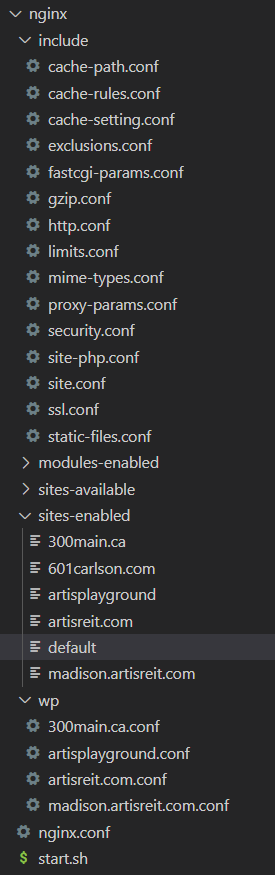 nginx
include
cache-path.conf
cache-rules.conf
cache-setting.conf
exclusions.conf
fastcgi-params.conf
gzip.conf
http.conf
limits.conf
mime-types.conf
proxy-params.conf
security.conf
site-php.conf
site.conf
ssl.conf
static-files.conf
modules-enabled
sites-available
sites-enabled
300main.ca
601carlson.com
artisplayground
artisreit.com
default
madison.artisreit.com
wp
300main.ca.conf
artisplayground.conf
artisreit.com.conf
madison.artisreit.com.conf
nginx.conf
$ start.sh